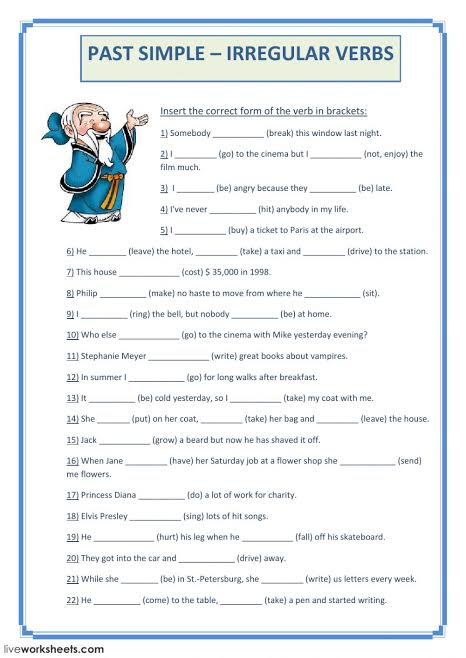 PAST SIMPLE – IRREGULAR VERBS
Insert the correct form of the verb in brackets:
1) Somebody ___________ (break) this window last night.
2) I _________ (go) to the cinema but I ___________ (not, enjoy) the
film much.
3) I ________ (be) angry because they _________ (be) late.
4) I've never __________ (hit) anybody in my life.
5) I __________ (buy) a ticket to Paris at the airport.
6) He ________ (leave) the hotel, _________ (take) a taxi and _________ (drive) to the station.
7) This house _____________ (cost) $ 35,000 in 1998.
8) Philip __________ (make) no haste to move from where he ____________ (sit).
9) I ________ (ring) the bell, but nobody __________ (be) at home.
10) Who else __________ (go) to the cinema with Mike yesterday evening?
11) Stephanie Meyer _____________ (write) great books about vampires.
12) In summer I ___________ (go) for long walks after breakfast.
13) It __________ (be) cold yesterday, so I __________ (take) my coat with me.
14) She _______ (put) on her coat, _________ (take) her bag and ________ (leave) the house.
15) Jack __________ (grow) a beard but now he has shaved it off.
16) When Jane _________ (have) her Saturday job at a flower shop she ____________ (send)
me flowers.
17) Princess Diana __________ (do) a lot of work for charity.
18) Elvis Presley ___________ (sing) lots of hit songs.
19) He ___________ (hurt) his leg when he ___________ (fall) off his skateboard.
20) They got into the car and ____________ (drive) away.
21) While she ________ (be) in St.-Petersburg, she _________ (write) us letters every week.
22) He __________ (come) to the table, _________ (take) a pen and started writing.
liveworksheets.com